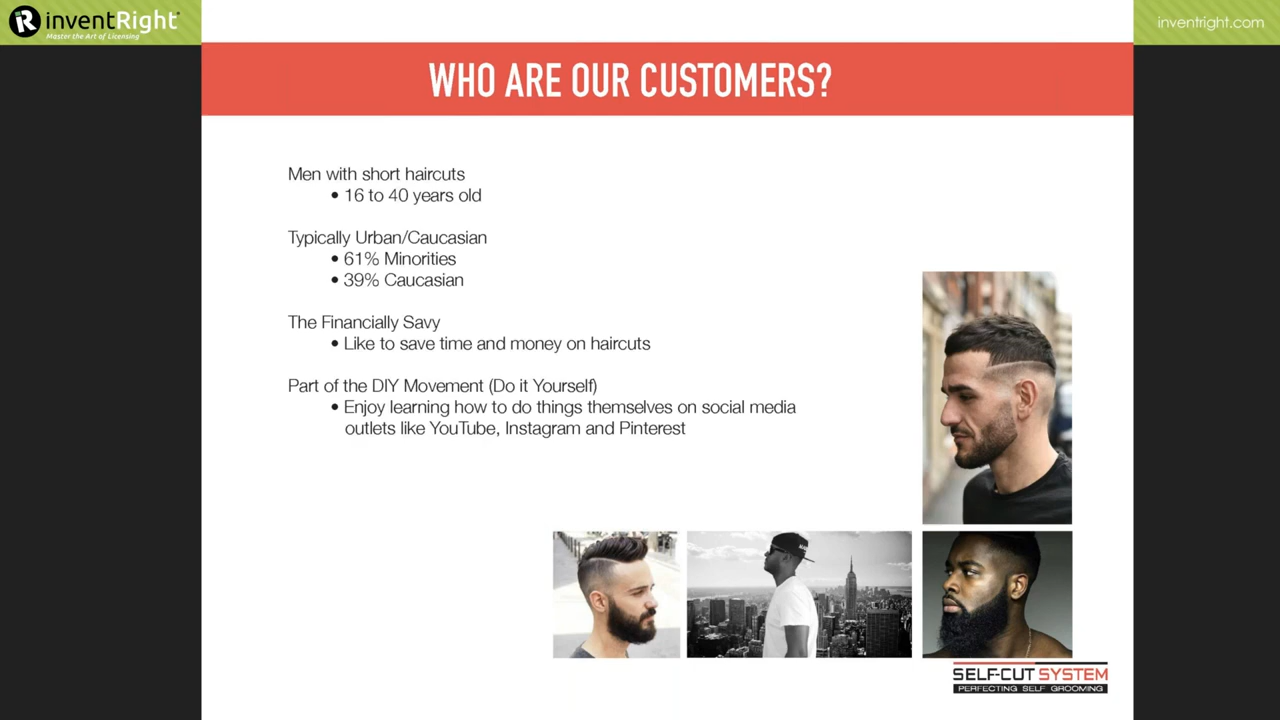 inventRight
Master the Art of Licensing
inventright.com
WHO ARE OUR CUSTOMERS?
Men with short haircuts
• 16 to 40 years old
Typically Urban/Caucasian
• 61% Minorities
• 39% Caucasian
The Financially Savy
• Like to save time and money on haircuts
Part of the DIY Movement (Do it Yourself)
• Enjoy learning how to do things themselves on social media
outlets like YouTube, Instagram and Pinterest
SELF-CUT SYSTEM
PERFECTING SELF GROOMING